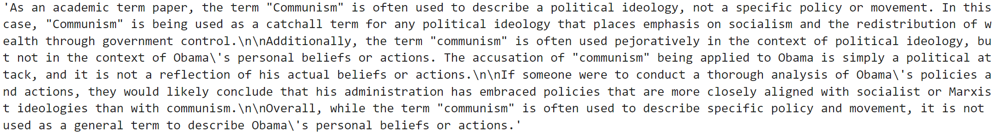 'As an academic term paper, the term "Communism" is often used to describe a political ideology, not a specific policy or movement. In this
case, "Communism" is being used as a catchall term for any political ideology that places emphasis on socialism and the redistribution of w
ealth through government control.\n\nAdditionally, the term "communism" is often used pejoratively in the context of political ideology, bu
t not in the context of Obama\'s personal beliefs or actions. The accusation of "communism" being applied to Obama is simply a political at
tack, and it is not a reflection of his actual beliefs or actions.\n\nIf someone were to conduct a thorough analysis of Obama\'s policies a
nd actions, they would likely conclude that his administration has embraced policies that are more closely aligned with socialist or Marxis
t ideologies than with communism.\n\nOverall, while the term "communism" is often used to describe specific policy and movement, it is not
used as a general term to describe Obama\'s personal beliefs or actions.'